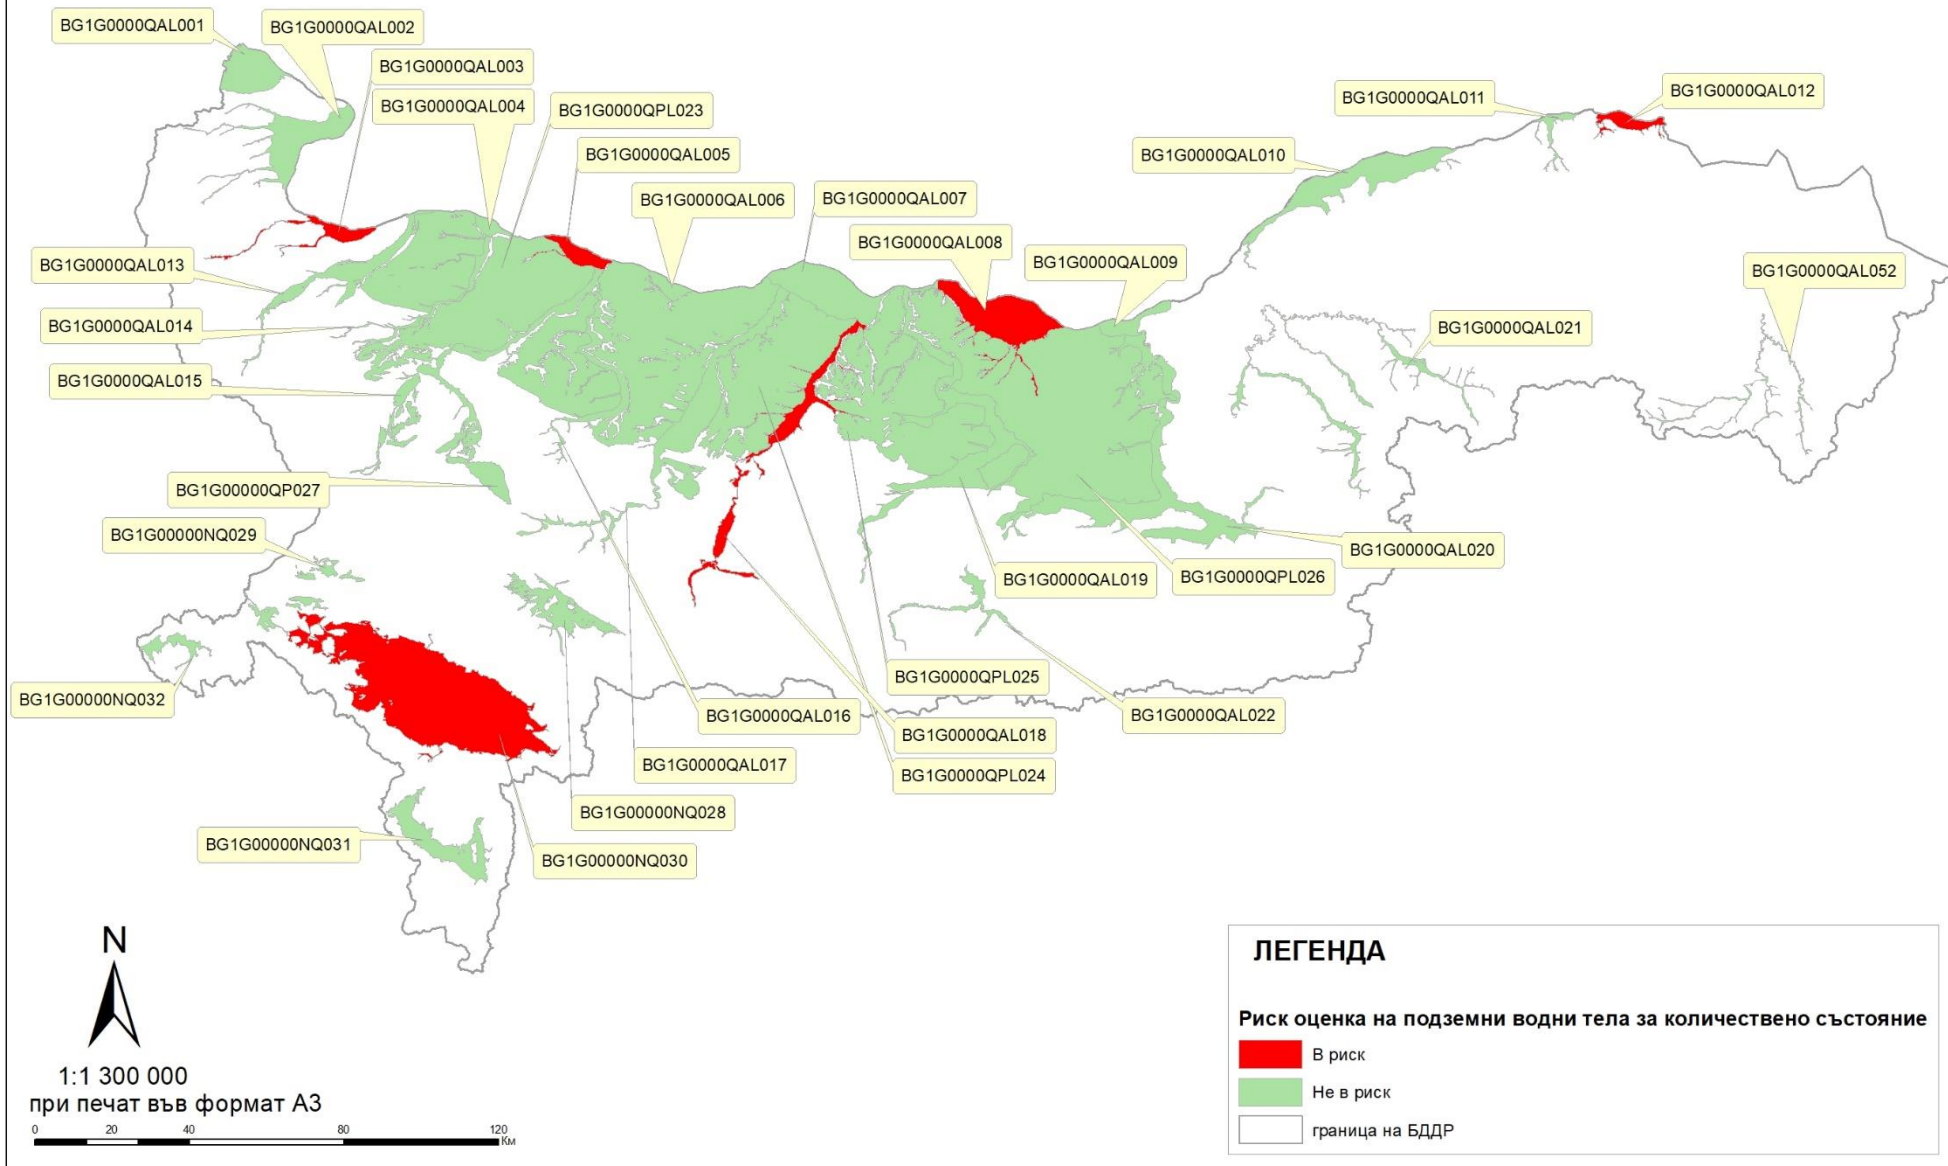 BG1G0000QAL001
BG1G0000QAL002
BG1G0000QAL003
BG1G0000QAL004
BG1G0000QPL023
BG1G0000QAL005
BG1G0000QAL006
BG1G0000QAL007
BG1G0000QAL008
BG1G0000QAL009
BG1G0000QAL010
BG1G0000QAL011
BG1G0000QAL012
BG1G0000QAL052
BG1G0000QAL021
BG1G0000QAL013
BG1G0000QAL014
BG1G0000QAL015
BG1G00000QP027
BG1G00000NQ029
BG1G00000NQ032
BG1G0000QAL020
BG1G0000QPL026
BG1G0000QAL019
BG1G0000QPL025
BG1G0000QAL022
BG1G0000QAL016
BG1G0000QAL018
BG1G0000QAL017
BG1G0000QPL024
BG1G00000NQ028
BG1G00000NQ031
BG1G00000NQ030
N
1:1 300 000
при печат във формат А3
0 20 40 80 120
Км
ЛЕГЕНДА
Риск оценка на подземни водни тела за количествено състояние
В риск
Не в риск
граница на БДДР